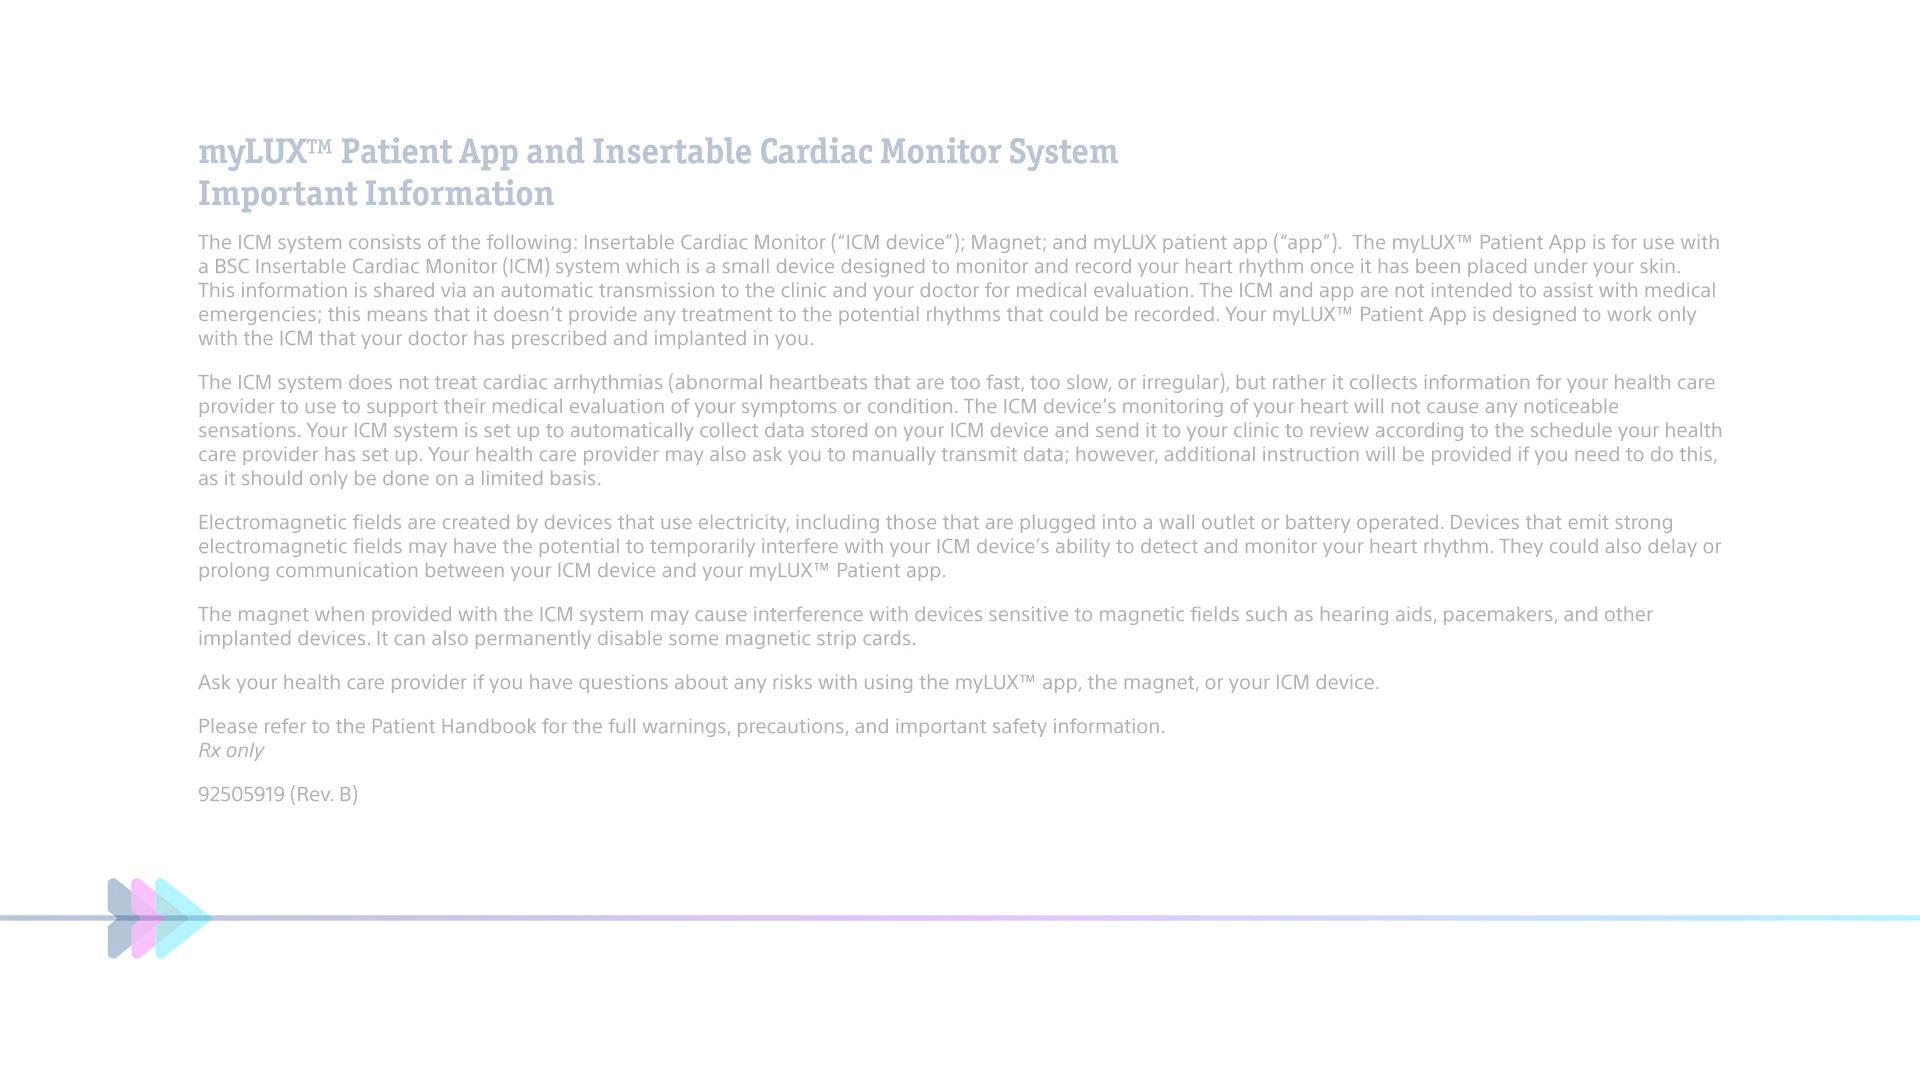 myLUX™ Patient App and Insertable Cardiac Monitor System
Important Information
The ICM system consists of the following: Insertable Cardiac Monitor (“ICM device”); Magnet; and myLUX patient app (“app”).  The myLUX™ Patient App is for use with
a BSC Insertable Cardiac Monitor (ICM) system which is a small device designed to monitor and record your heart rhythm once it has been placed under your skin.
This information is shared via an automatic transmission to the clinic and your doctor for medical evaluation. The ICM and app are not intended to assist with medical
emergencies; this means that it doesn’t provide any treatment to the potential rhythms that could be recorded. Your myLUX™ Patient App is designed to work only
with the ICM that your doctor has prescribed and implanted in you.
The ICM system does not treat cardiac arrhythmias (abnormal heartbeats that are too fast, too slow, or irregular), but rather it collects information for your health care
provider to use to support their medical evaluation of your symptoms or condition. The ICM device’s monitoring of your heart will not cause any noticeable
sensations. Your ICM system is set up to automatically collect data stored on your ICM device and send it to your clinic to review according to the schedule your health
care provider has set up. Your health care provider may also ask you to manually transmit data; however, additional instruction will be provided if you need to do this,
as it should only be done on a limited basis.
Electromagnetic fields are created by devices that use electricity, including those that are plugged into a wall outlet or battery operated. Devices that emit strong
electromagnetic fields may have the potential to temporarily interfere with your ICM device’s ability to detect and monitor your heart rhythm. They could also delay or
prolong communication between your ICM device and your myLUX™ Patient app.
The magnet when provided with the ICM system may cause interference with devices sensitive to magnetic fields such as hearing aids, pacemakers, and other
implanted devices. It can also permanently disable some magnetic strip cards.
Ask your health care provider if you have questions about any risks with using the myLUX™ app, the magnet, or your ICM device.
Please refer to the Patient Handbook for the full warnings, precautions, and important safety information.
Rx only
92505919 (Rev. B)